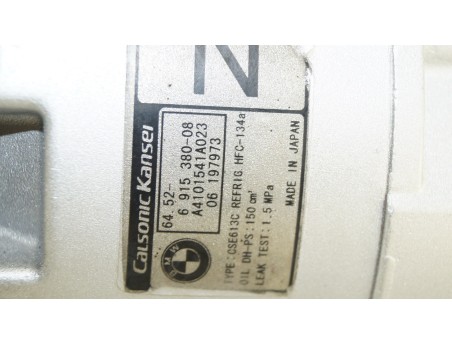 N
Calsonic Kansei
64.52-
6 915 380-08
A4101541A023
06 197973
BMW
TYPE: CSE613C REFRIG. HFC-134a
OIL DH-PS: 150 cm³
LEAK TEST: 1.5 MPa
MADE IN JAPAN